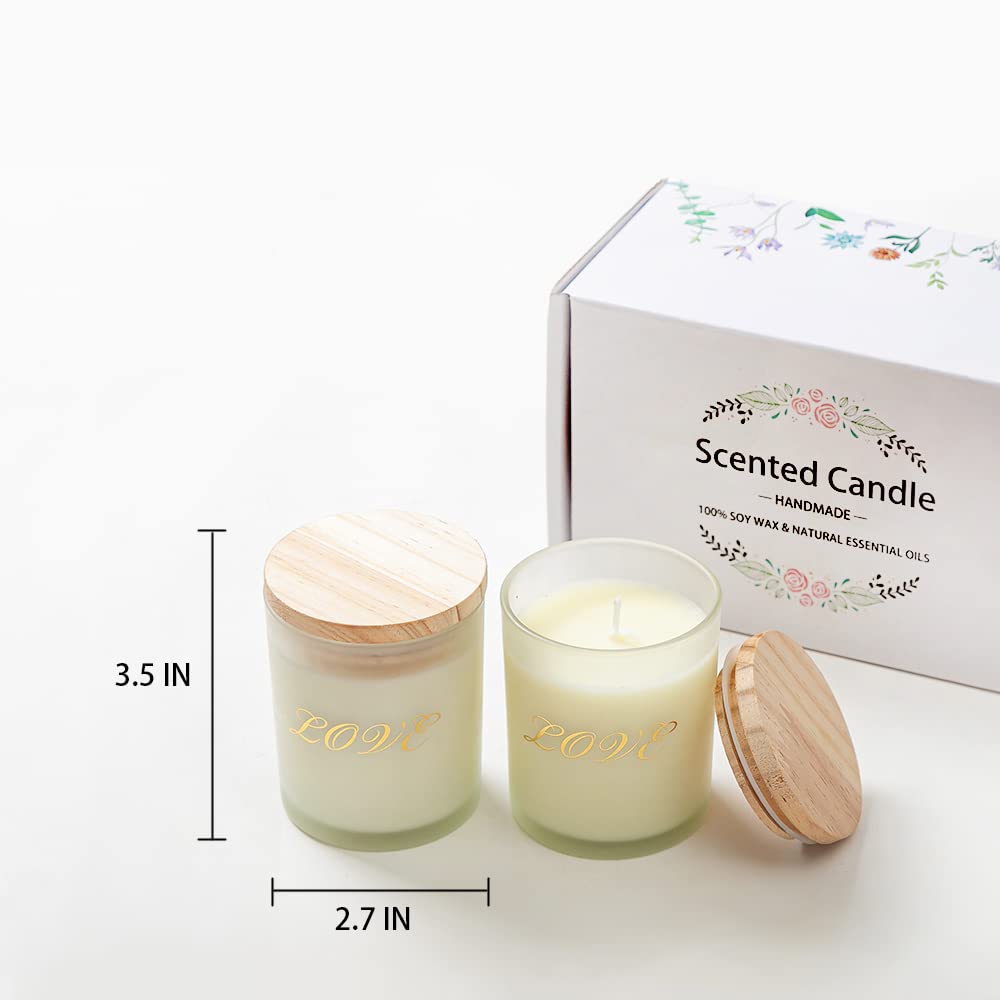 Scented Candle
— HANDMADE —
100% SOY WAX & NATURAL ESSENTIAL OILS
3.5 IN
LOVE
LOVE
2.7 IN